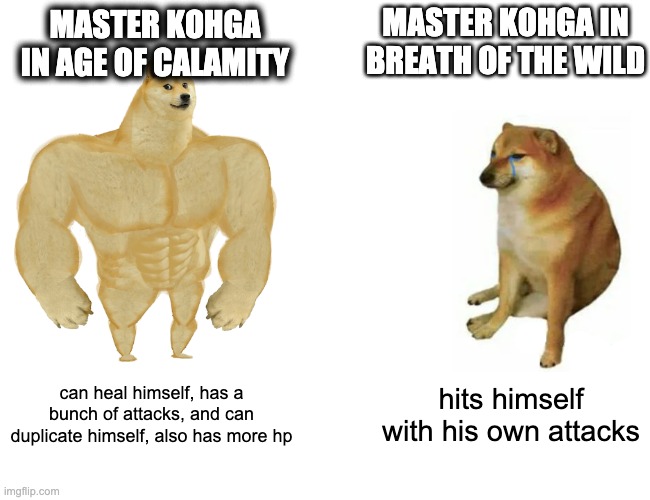 MASTER KOHGA
IN AGE OF CALAMITY
MASTER KOHGA IN
BREATH OF THE WILD
can heal himself, has a
bunch of attacks, and can
duplicate himself, also has more hp
hits himself
with his own attacks
imgflip.com